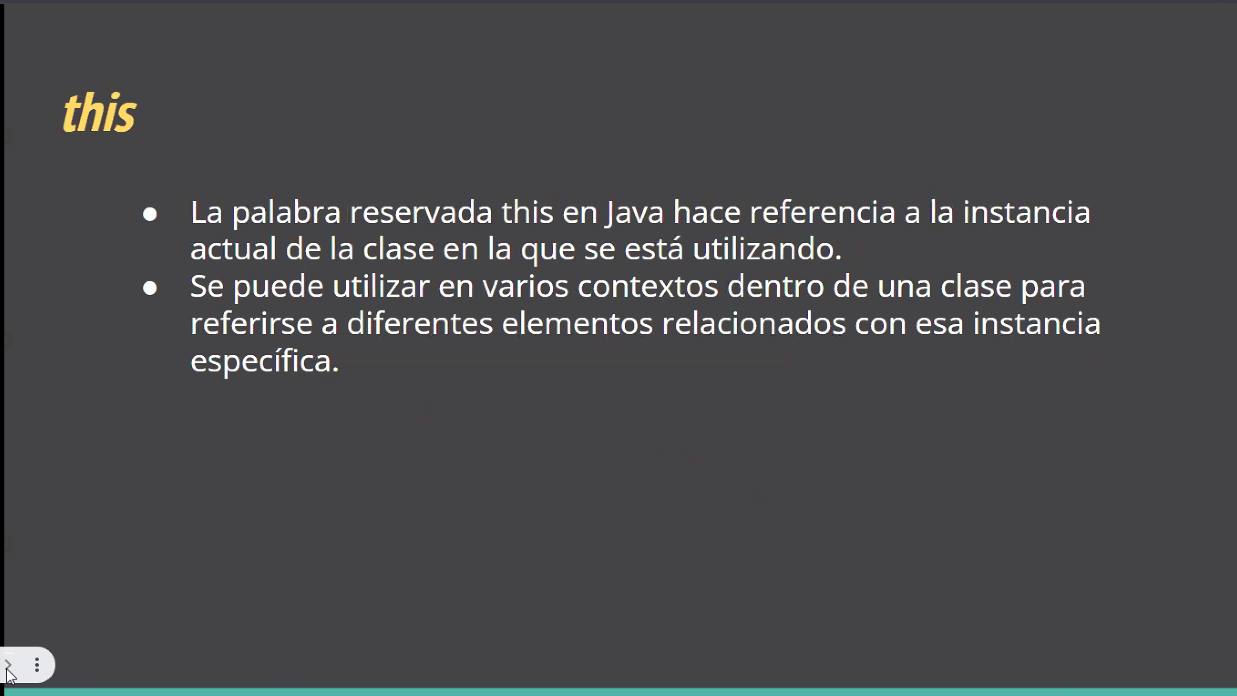 this
● La palabra reservada this en Java hace referencia a la instancia
actual de la clase en la que se está utilizando.
● Se puede utilizar en varios contextos dentro de una clase para
referirse a diferentes elementos relacionados con esa instancia
específica.